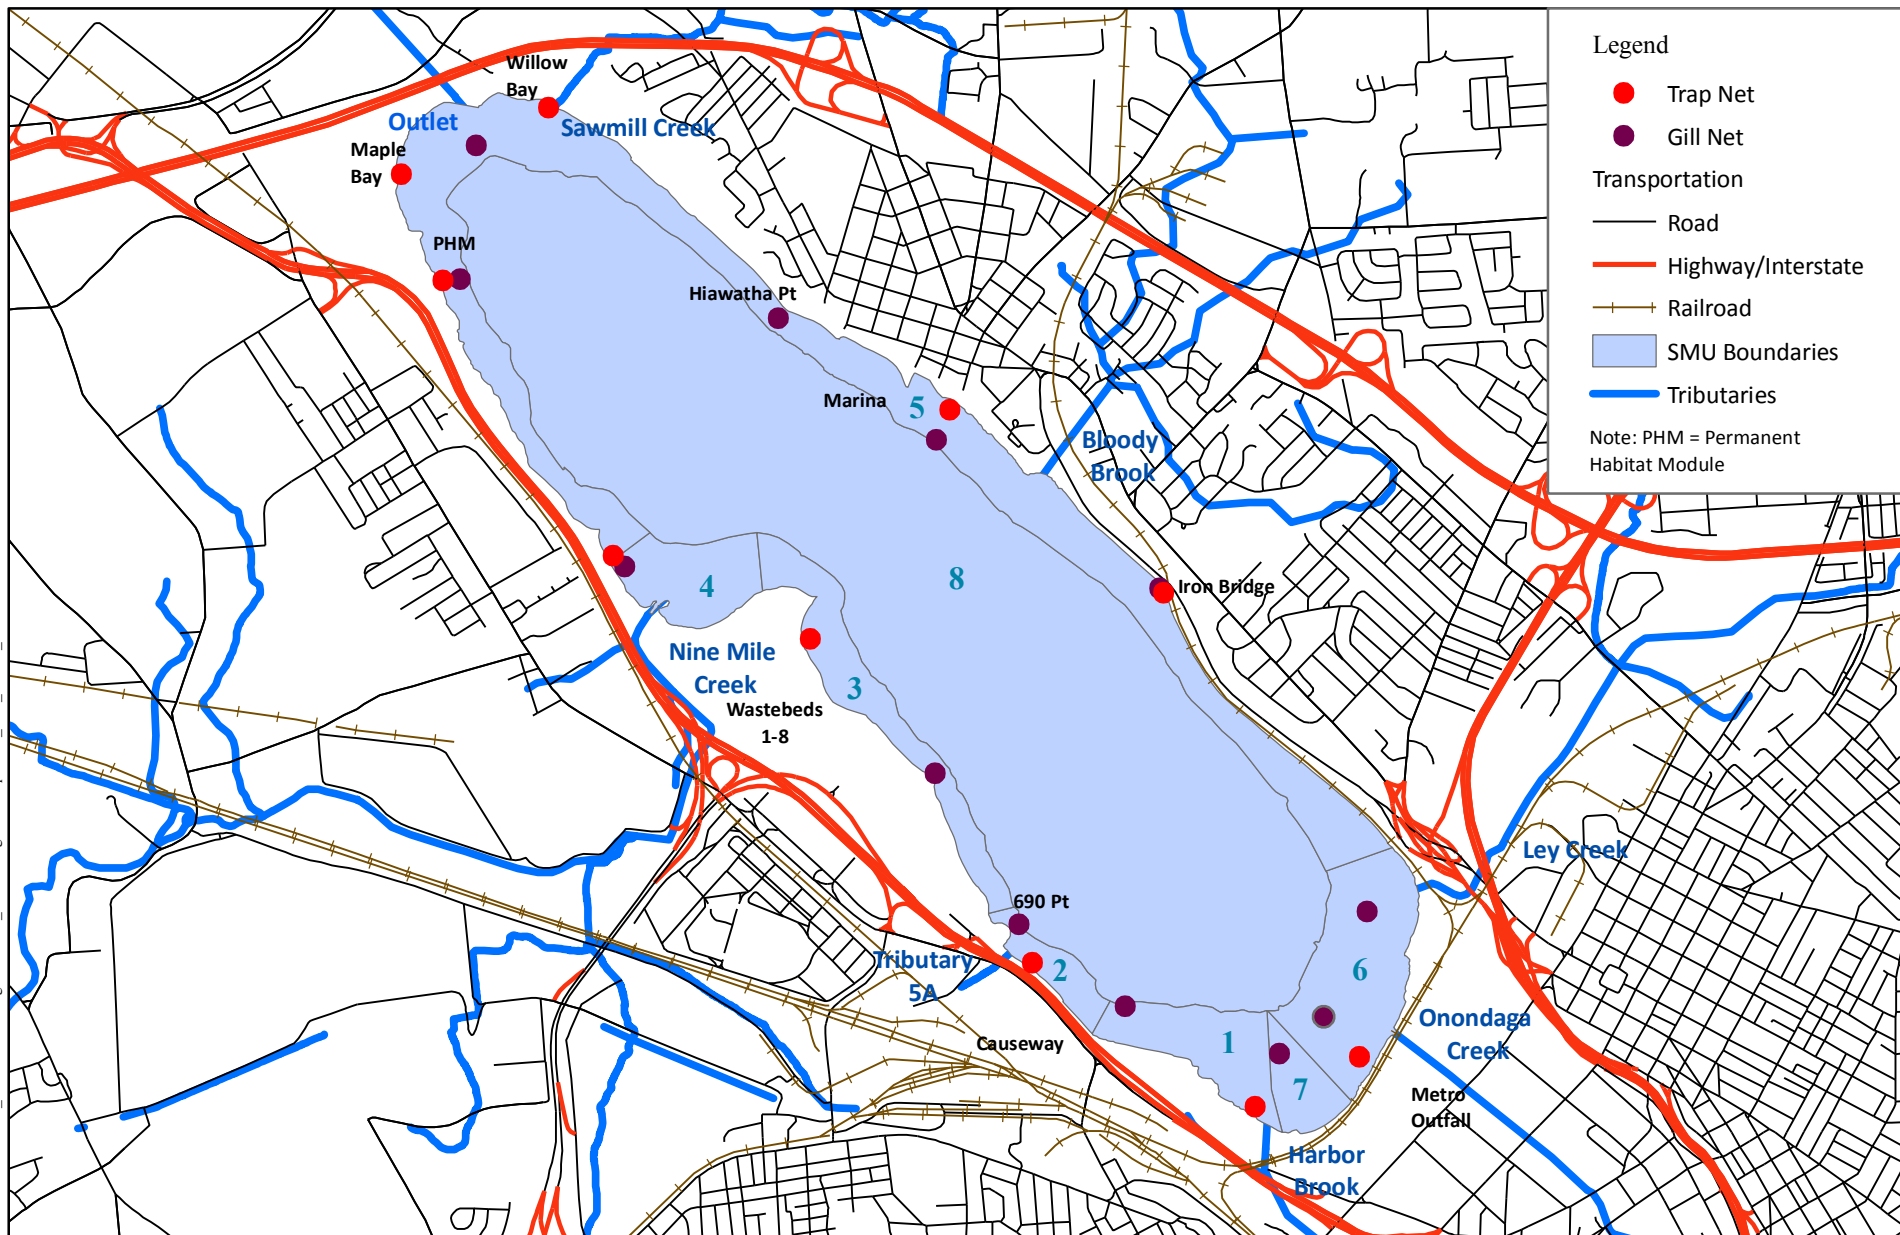 Willow
Bay
Outlet
Sawmill Creek
Maple
Bay
PHM
Hiawatha Pt
Marina
5
Bloody
Brook
4
8
Iron Bridge
Nine Mile
Creek
3
Wastebeds
1-8
Ley Creek
690 Pt
Tributary
5A
2
6
Causeway
1
Onondaga
Creek
7
Metro
Outfall
Harbor
Brook
Legend
Trap Net
Gill Net
Transportation
Road
Highway/Interstate
Railroad
SMU Boundaries
Tributaries
Note: PHM = Permanent
Habitat Module